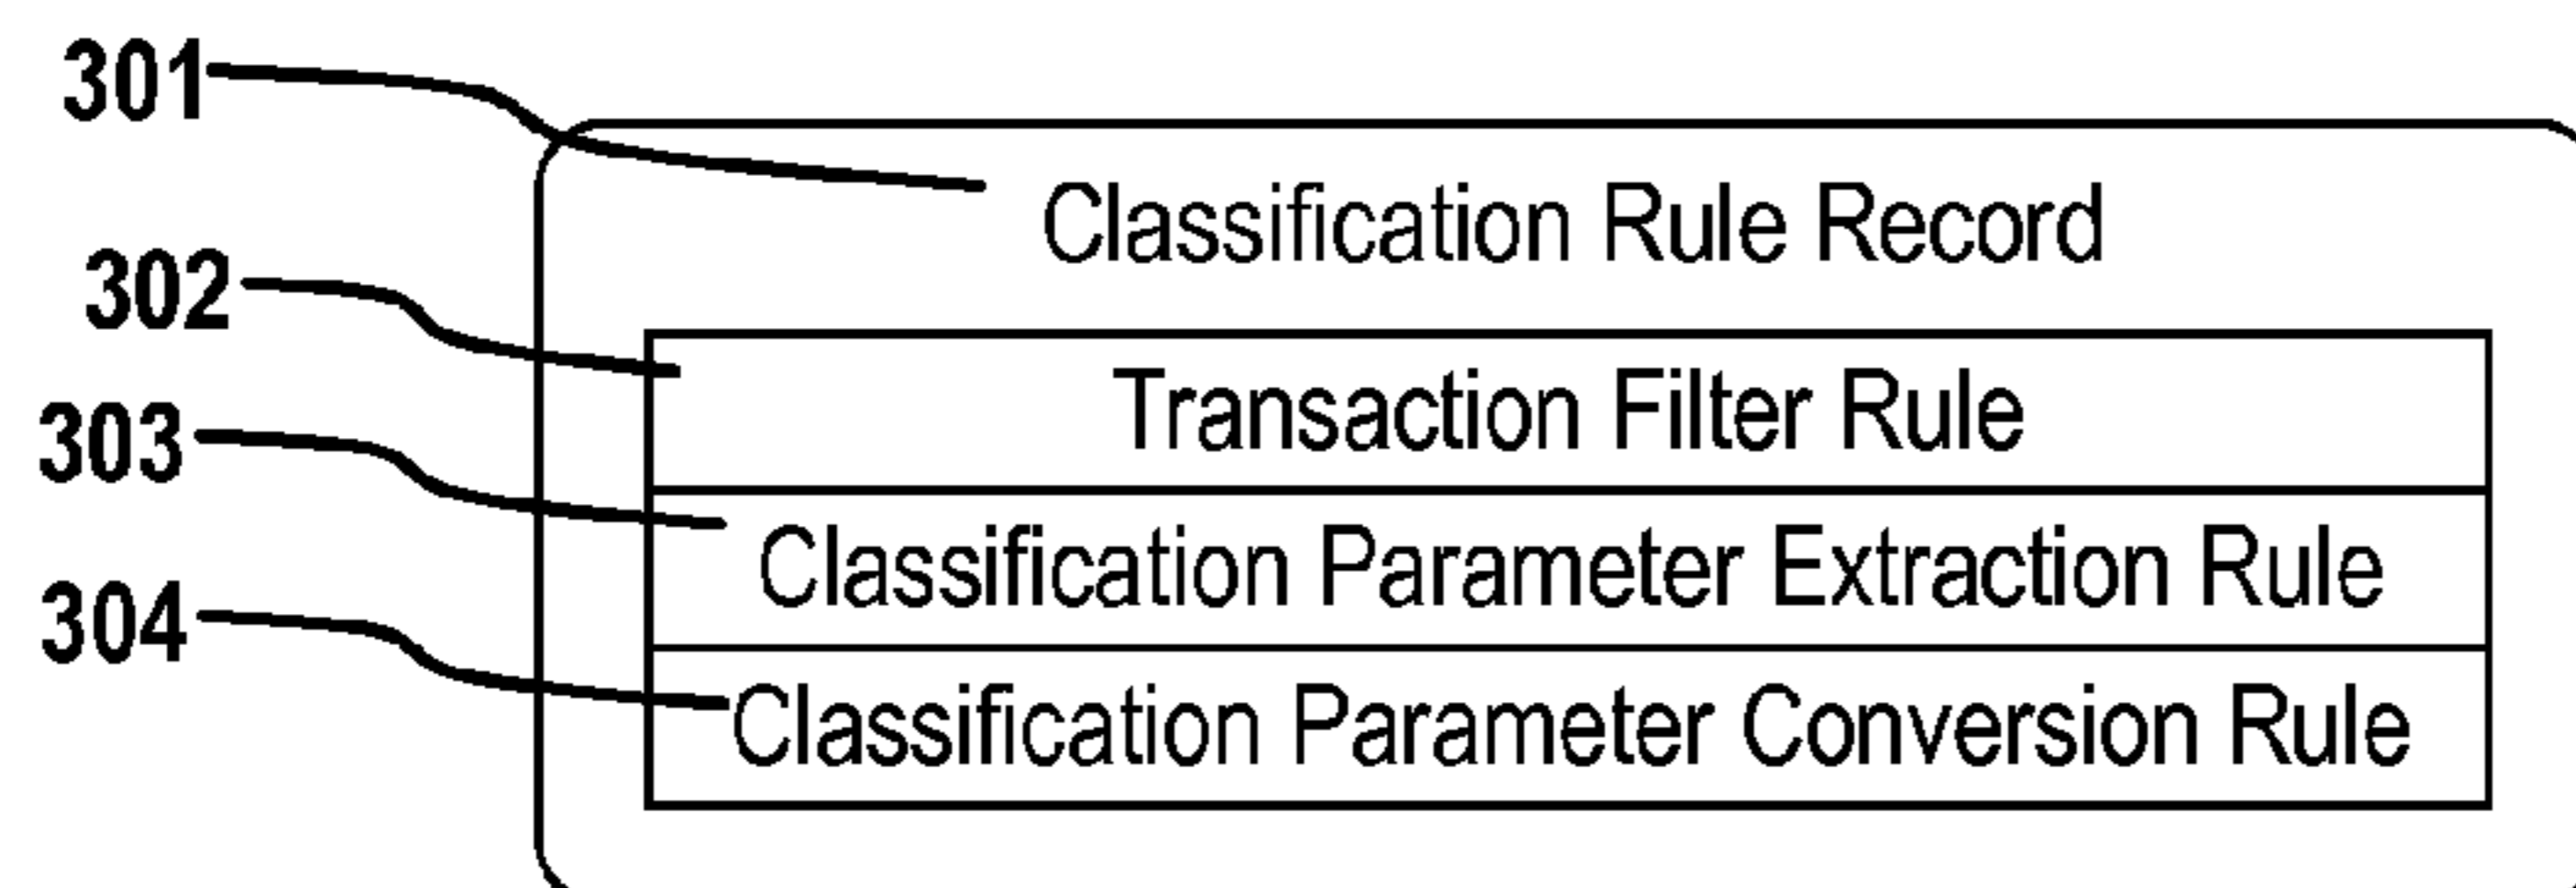 301
Classification Rule Record
302
Transaction Filter Rule
303
Classification Parameter Extraction Rule
304
Classification Parameter Conversion Rule